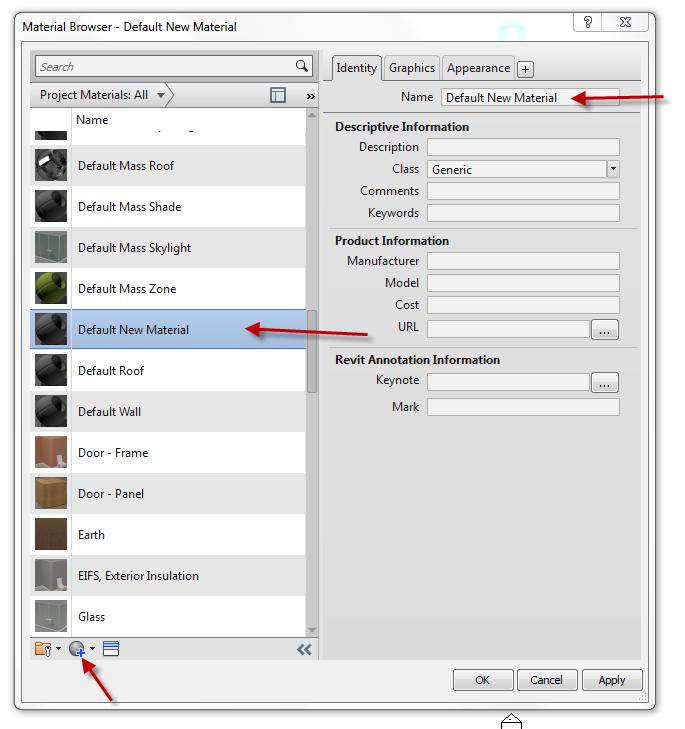 Material Browser - Default New Material
?
Search
Project Materials: All
»
Name
Default Mass Roof
Default Mass Shade
Default Mass Skylight
Default Mass Zone
Default New Material
Default Roof
Default Wall
Door - Frame
Door - Panel
Earth
EIFS, Exterior Insulation
Glass
Identity Graphics Appearance +
Name Default New Material
Descriptive Information
Description
Class Generic
Comments
Keywords
Product Information
Manufacturer
Model
Cost
URL ...
Revit Annotation Information
Keynote ...
Mark
OK Cancel Apply